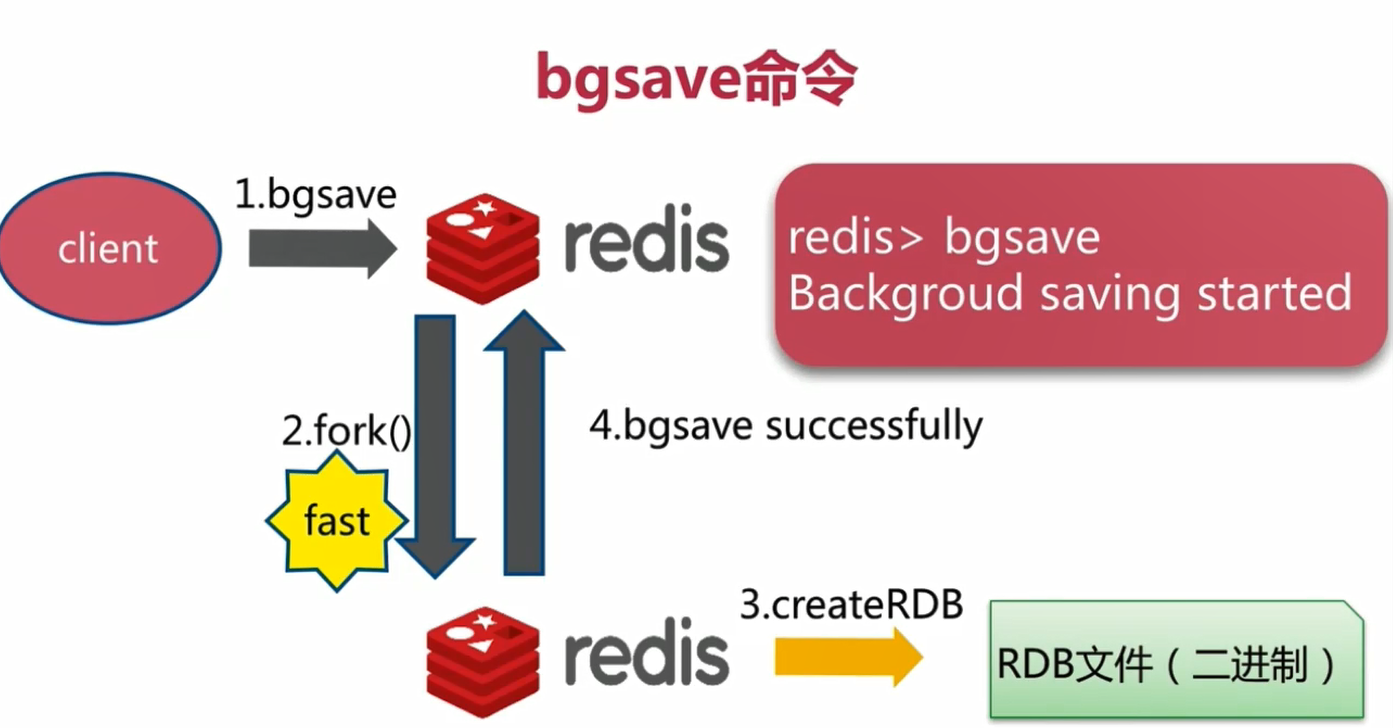 bgsave命令
client
1.bgsave
redis
redis> bgsave
Backgroud saving started
2.fork()
fast
4.bgsave successfully
redis
3.createRDB
RDB文件（二进制）